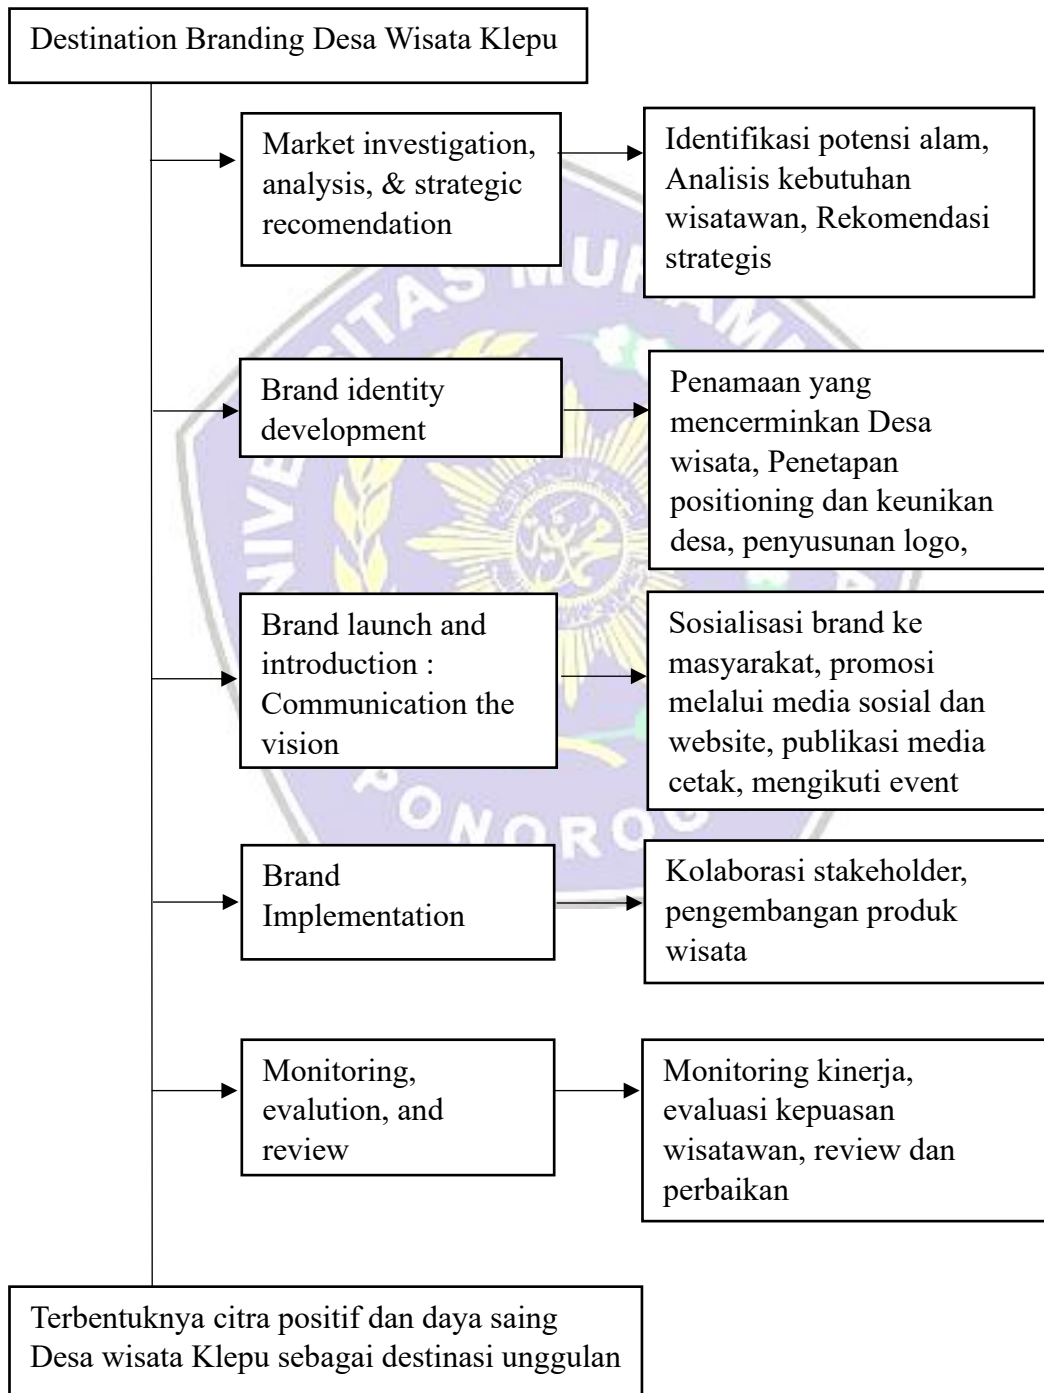 Destination Branding Desa Wisata Klepu
Market investigation,
analysis, & strategic
recomendation
Identifikasi potensi alam,
Analisis kebutuhan
wisatawan, Rekomendasi
strategis
Brand identity
development
Penamaan yang
mencerminkan Desa
wisata, Penetapan
positioning dan keunikan
desa, penyusunan logo,
Brand launch and
introduction :
Communication the
vision
Sosialisasi brand ke
masyarakat, promosi
melalui media sosial dan
website, publikasi media
cetak, mengikuti event
Brand
Implementation
Kolaborasi stakeholder,
pengembangan produk
wisata
Monitoring,
evalution, and
review
Monitoring kinerja,
evaluasi kepuasan
wisatawan, review dan
perbaikan
Terbentuknya citra positif dan daya saing
Desa wisata Klepu sebagai destinasi unggulan